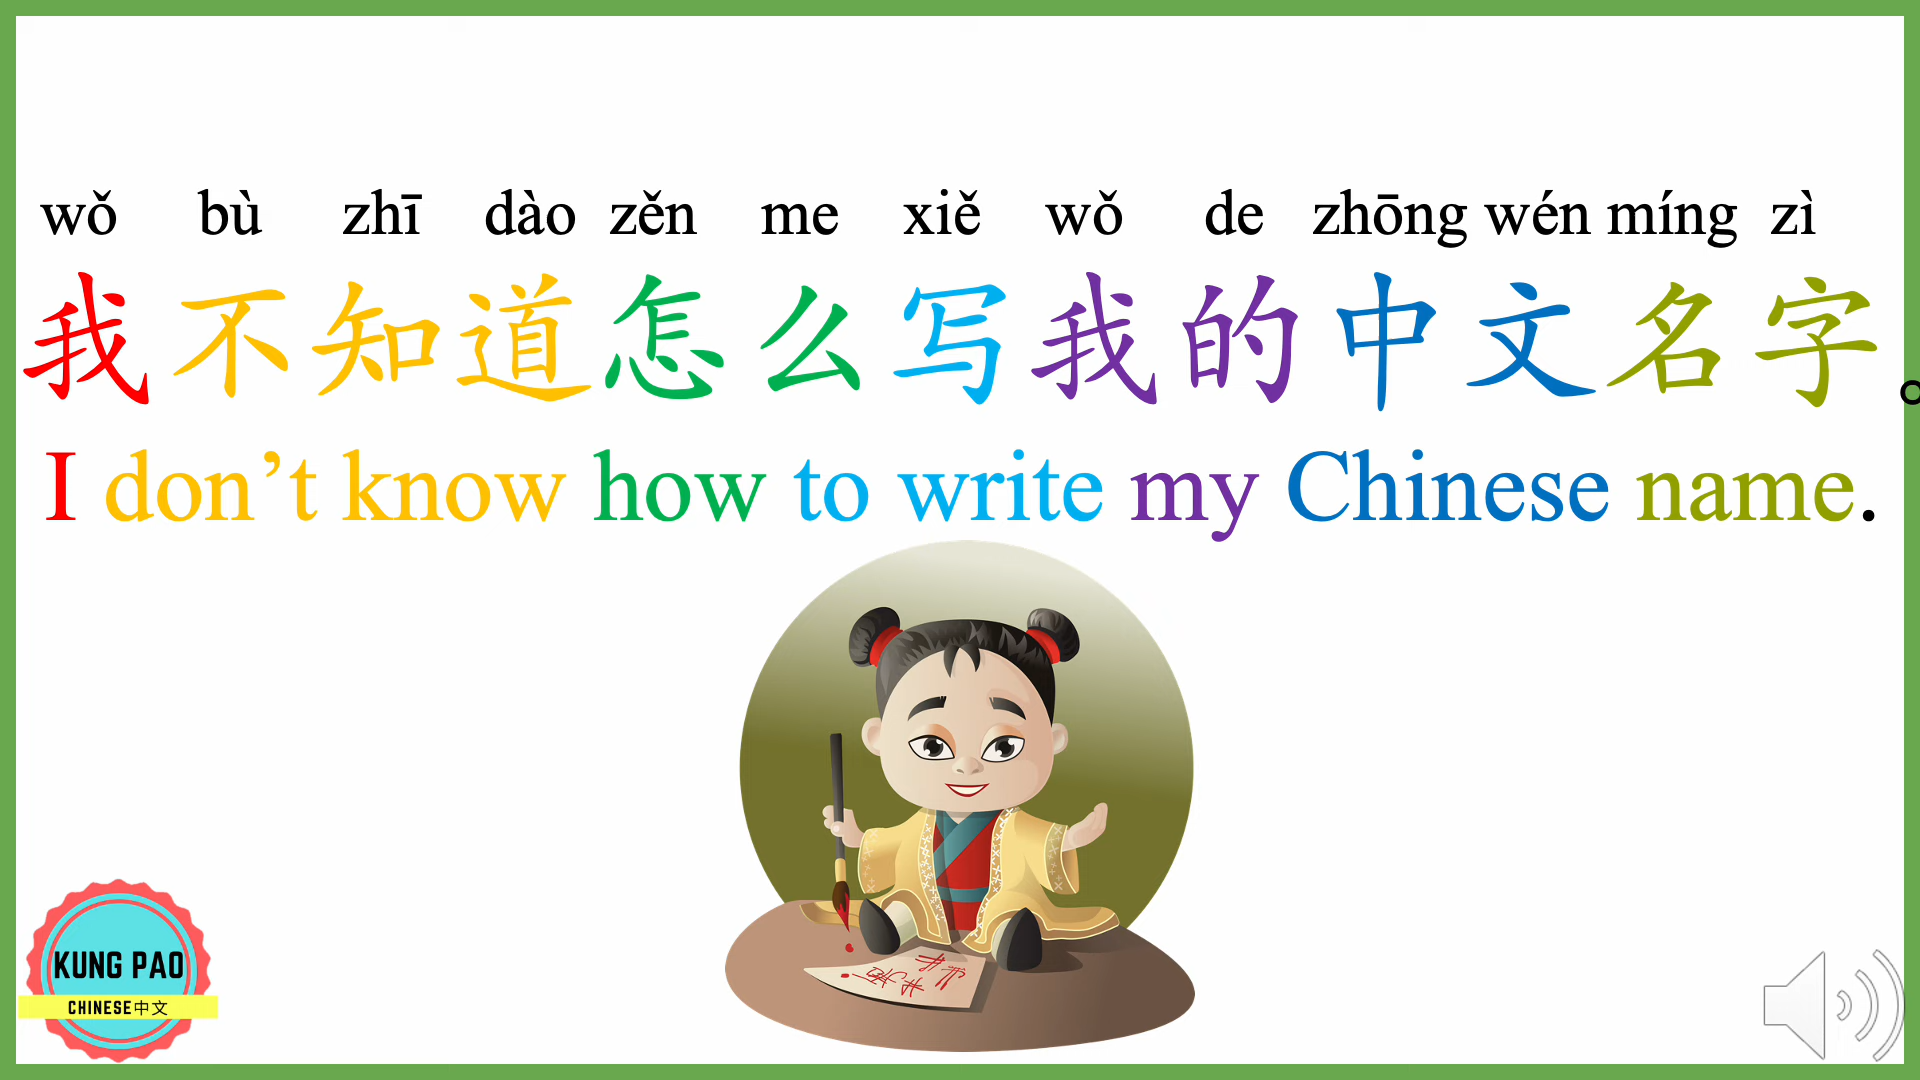 wǒ bù zhī dào zěn me xiě wǒ de zhōng wén míng zì
我不知道怎么写我的中文名字。
I don’t know how to write my Chinese name.
KUNG PAO
CHINESE中文